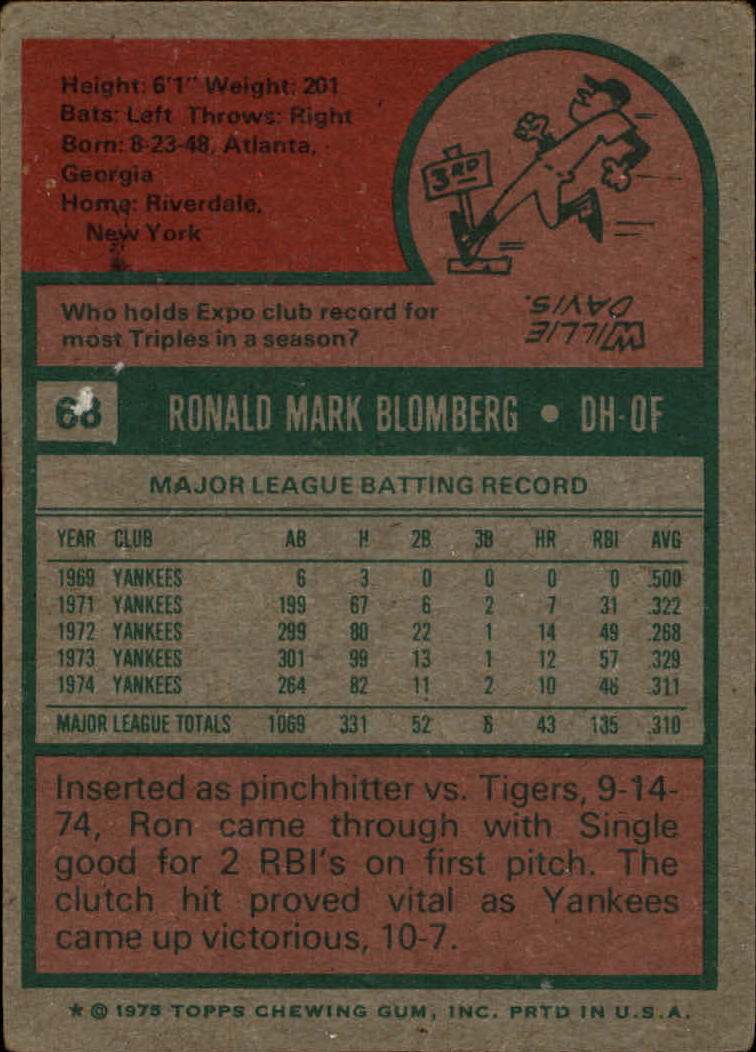 Height: 6'1" Weight: 201
Bats: Left Throws: Right
Born: 8-23-48, Atlanta,
Georgia
Home: Riverdale,
New York
3RD
Who holds Expo club record for
most Triples in a season?
WILLIE
DAVIS.
68
RONALD MARK BLOMBERG • DH-OF
MAJOR LEAGUE BATTING RECORD
YEAR CLUB AB H 2B 3B HR RBI AVG
1969 YANKEES 6 3 0 0 0 0 .500
1971 YANKEES 199 67 6 2 7 31 .322
1972 YANKEES 299 80 22 1 14 49 .268
1973 YANKEES 301 99 13 1 12 57 .329
1974 YANKEES 264 82 11 2 10 48 .311
MAJOR LEAGUE TOTALS 1069 331 52 6 43 185 .310
Inserted as pinchhitter vs. Tigers, 9-14-
74, Ron came through with Single
good for 2 RBI's on first pitch. The
clutch hit proved vital as Yankees
came up victorious, 10-7.
★ © 1975 TOPPS CHEWING GUM, INC. PRTD IN U.S.A.